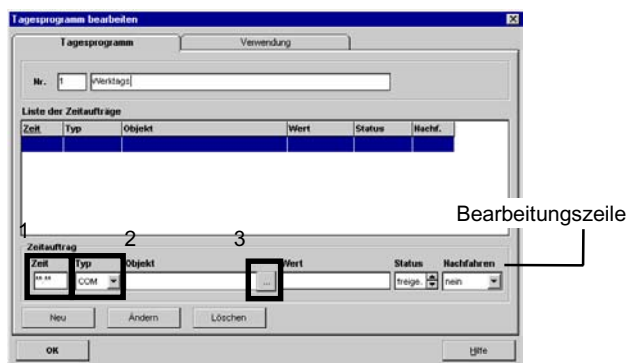 Tagesprogramm bearbeiten
Tagesprogramm Verwendung
Nr. 1 Werktags
Liste der Zeitaufträge
Zeit Typ Objekt Wert Status Nachf.
Bearbeitungszeile
1 2 3
Zeitauftrag
Zeit Typ Objekt Wert Status Nachfahren
**:** COM ... freige. nein
Neu Ändern Löschen
OK Hilfe